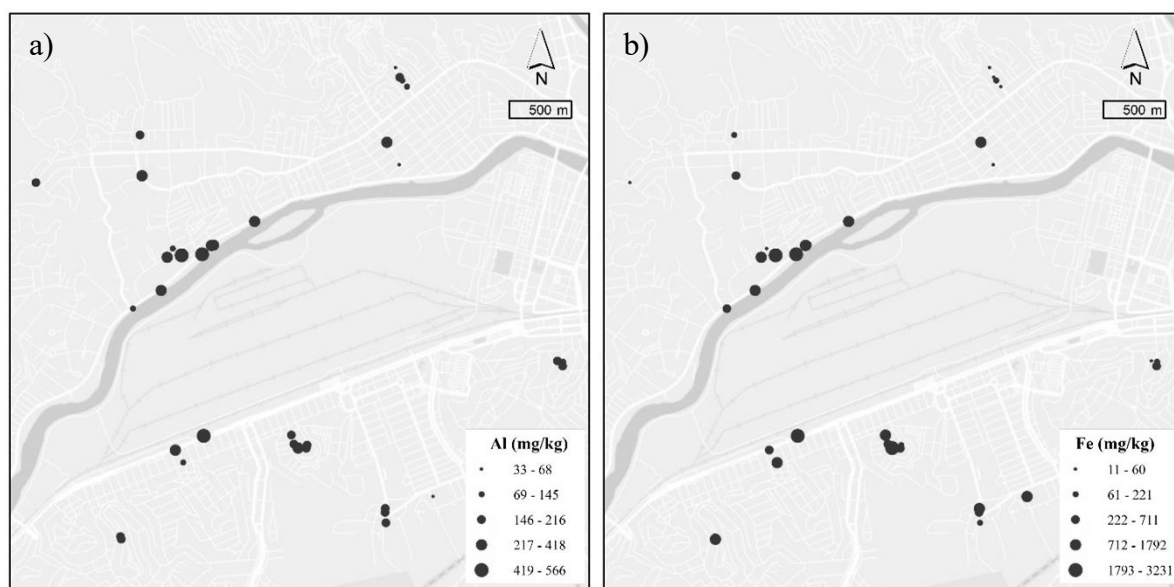 a)
N
500 m
Al (mg/kg)
33 - 68
69 - 145
146 - 216
217 - 418
419 - 566
b)
N
500 m
Fe (mg/kg)
11 - 60
61 - 221
222 - 711
712 - 1792
1793 - 3231